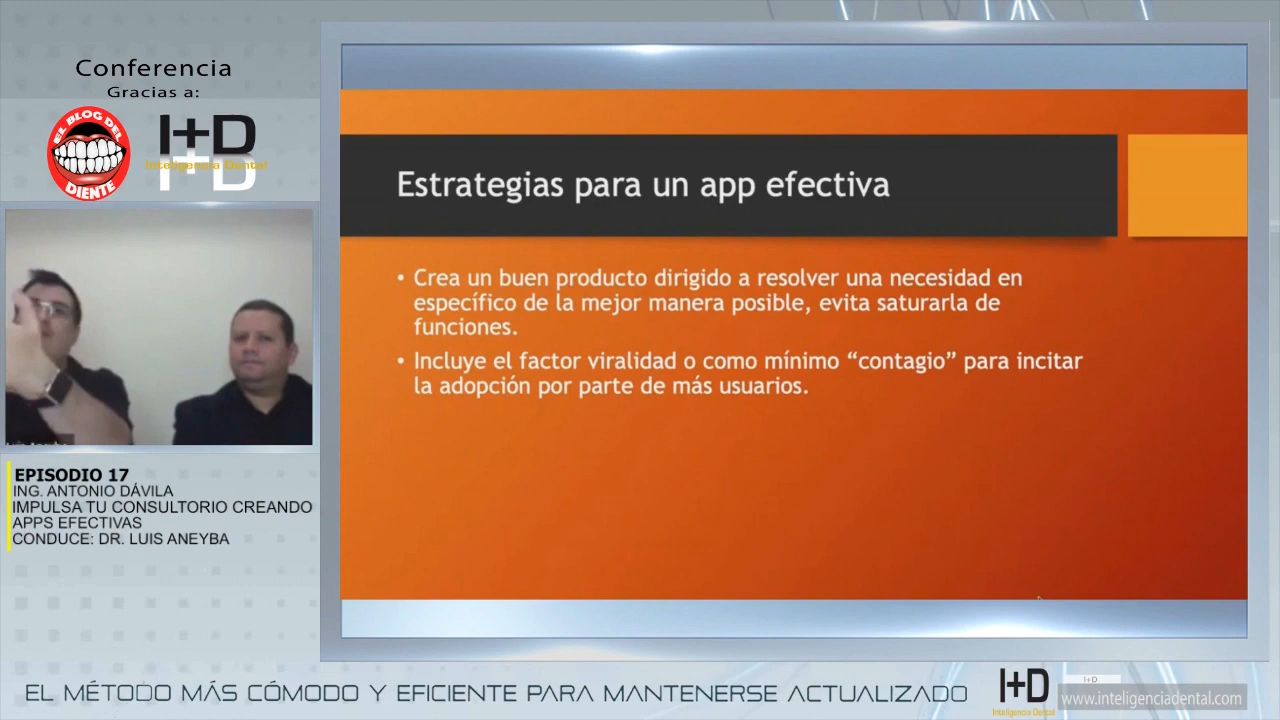 Conferencia
Gracias a:
EL BLOG DEL
DIENTE
I+D
Inteligencia Dental
Estrategias para un app efectiva
• Crea un buen producto dirigido a resolver una necesidad en
específico de la mejor manera posible, evita saturarla de
funciones.
• Incluye el factor viralidad o como mínimo “contagio” para incitar
la adopción por parte de más usuarios.
EPISODIO 17
ING. ANTONIO DÁVILA
IMPULSA TU CONSULTORIO CREANDO
APPS EFECTIVAS
CONDUCE: DR. LUIS ANEYBA
EL MÉTODO MÁS CÓMODO Y EFICIENTE PARA MANTENERSE ACTUALIZADO
I+D
Inteligencia Dental
I+D
www.inteligenciadental.com